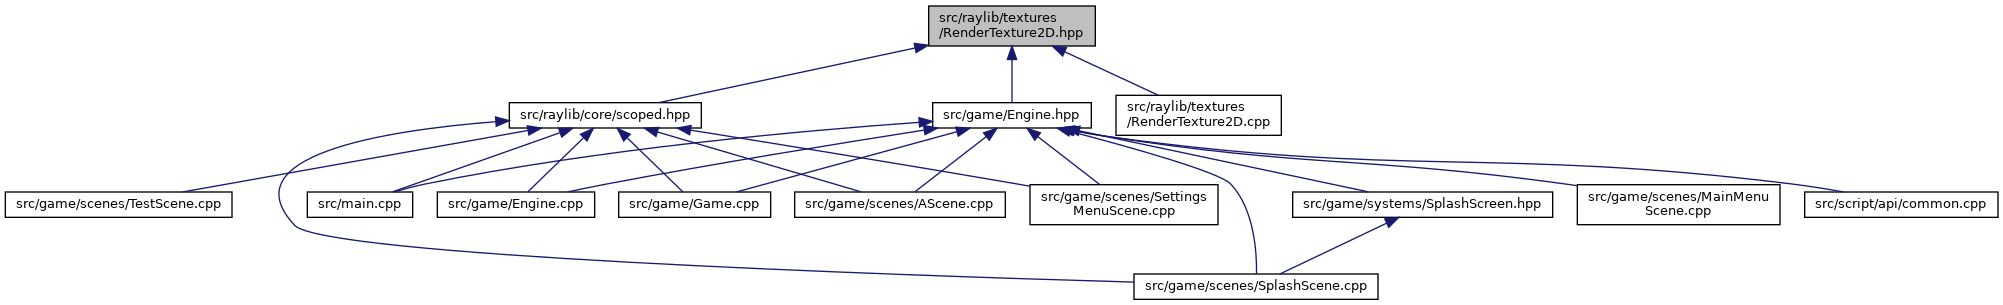 src/raylib/textures
/RenderTexture2D.hpp
src/raylib/core/scoped.hpp
src/game/Engine.hpp
src/raylib/textures
/RenderTexture2D.cpp
src/game/scenes/TestScene.cpp
src/main.cpp
src/game/Engine.cpp
src/game/Game.cpp
src/game/scenes/AScene.cpp
src/game/scenes/Settings
MenuScene.cpp
src/game/systems/SplashScreen.hpp
src/game/scenes/MainMenu
Scene.cpp
src/script/api/common.cpp
src/game/scenes/SplashScene.cpp